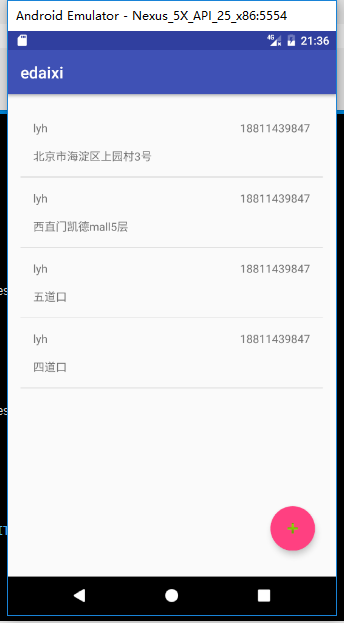 Android Emulator - Nexus_5X_API_25_x86:5554
4G 21:36
edaixi
lyh 18811439847
北京市海淀区上园村3号
lyh 18811439847
西直门凯德mall5层
lyh 18811439847
五道口
lyh 18811439847
四道口